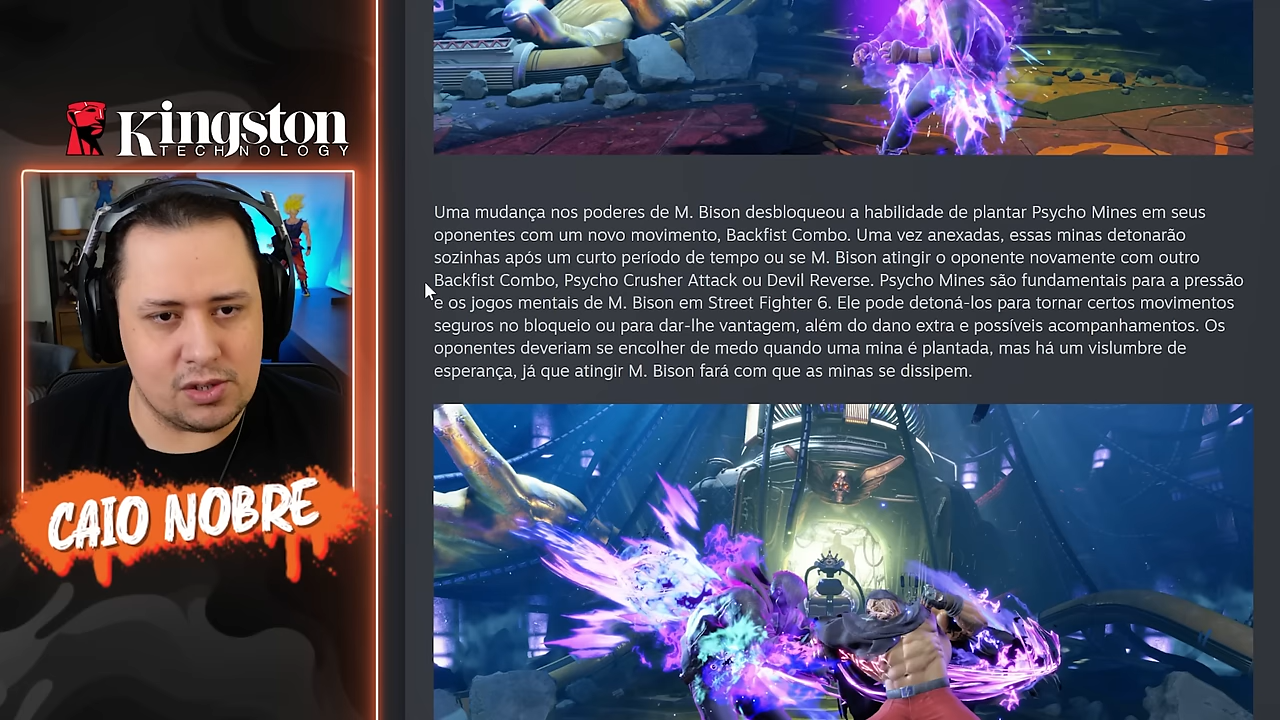 Kingston
TECHNOLOGY
CAIO NOBRE
Uma mudança nos poderes de M. Bison desbloqueou a habilidade de plantar Psycho Mines em seus
oponentes com um novo movimento, Backfist Combo. Uma vez anexadas, essas minas detonarão
sozinhas após um curto período de tempo ou se M. Bison atingir o oponente novamente com outro
Backfist Combo, Psycho Crusher Attack ou Devil Reverse. Psycho Mines são fundamentais para a pressão
e os jogos mentais de M. Bison em Street Fighter 6. Ele pode detoná-los para tornar certos movimentos
seguros no bloqueio ou para dar-lhe vantagem, além do dano extra e possíveis acompanhamentos. Os
oponentes deveriam se encolher de medo quando uma mina é plantada, mas há um vislumbre de
esperança, já que atingir M. Bison fará com que as minas se dissipem.